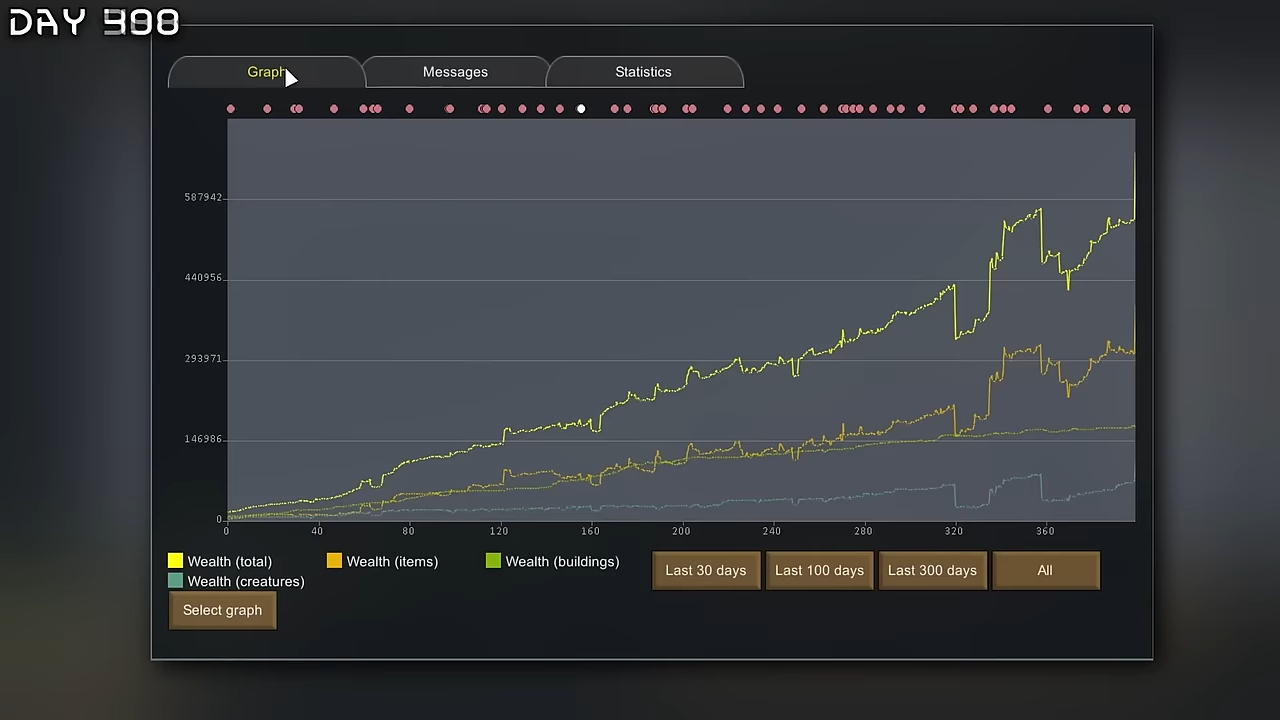 DAY 398
Graph Messages Statistics
587942
440956
293971
146986
0
0 40 80 120 160 200 240 280 320 360
Wealth (total) Wealth (items) Wealth (buildings)
Wealth (creatures)
Last 30 days Last 100 days Last 300 days All
Select graph